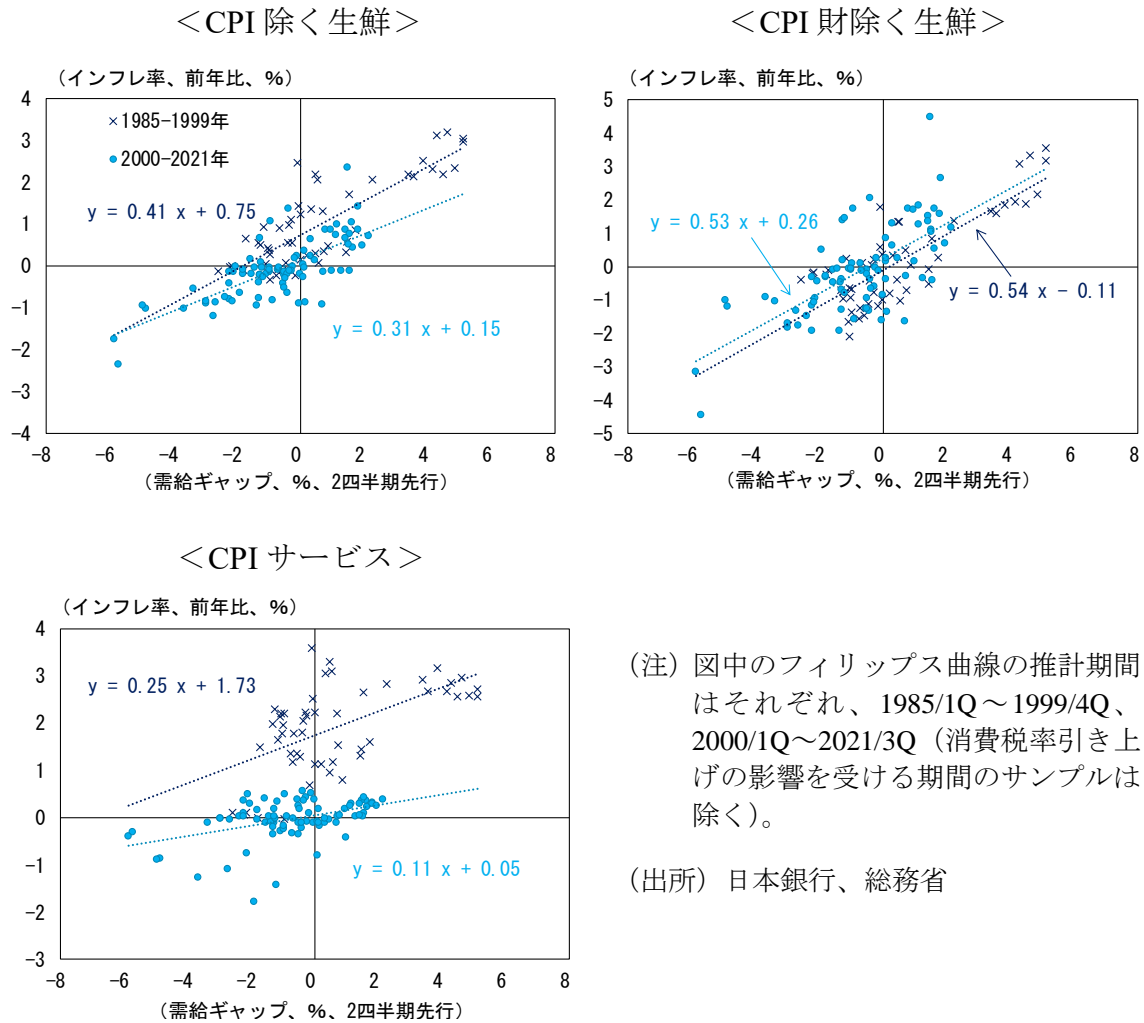 ＜CPI 除く生鮮＞
（インフレ率、前年比、%）
4
3
2
1
0
-1
-2
-3
-4
×1985-1999年
●2000-2021年
y = 0.41 x + 0.75
y = 0.31 x + 0.15
-8 -6 -4 -2 0 2 4 6 8
（需給ギャップ、%、2四半期先行）
＜CPI 財除く生鮮＞
（インフレ率、前年比、%）
5
4
3
2
1
0
-1
-2
-3
-4
-5
y = 0.53 x + 0.26
y = 0.54 x - 0.11
-8 -6 -4 -2 0 2 4 6 8
（需給ギャップ、%、2四半期先行）
＜CPI サービス＞
（インフレ率、前年比、%）
4
3
2
1
0
-1
-2
-3
y = 0.25 x + 1.73
y = 0.11 x + 0.05
-8 -6 -4 -2 0 2 4 6 8
（需給ギャップ、%、2四半期先行）
（注）図中のフィリップス曲線の推計期間
はそれぞれ、1985/1Q～1999/4Q、
2000/1Q～2021/3Q（消費税率引き上
げの影響を受ける期間のサンプルは
除く）。
（出所）日本銀行、総務省